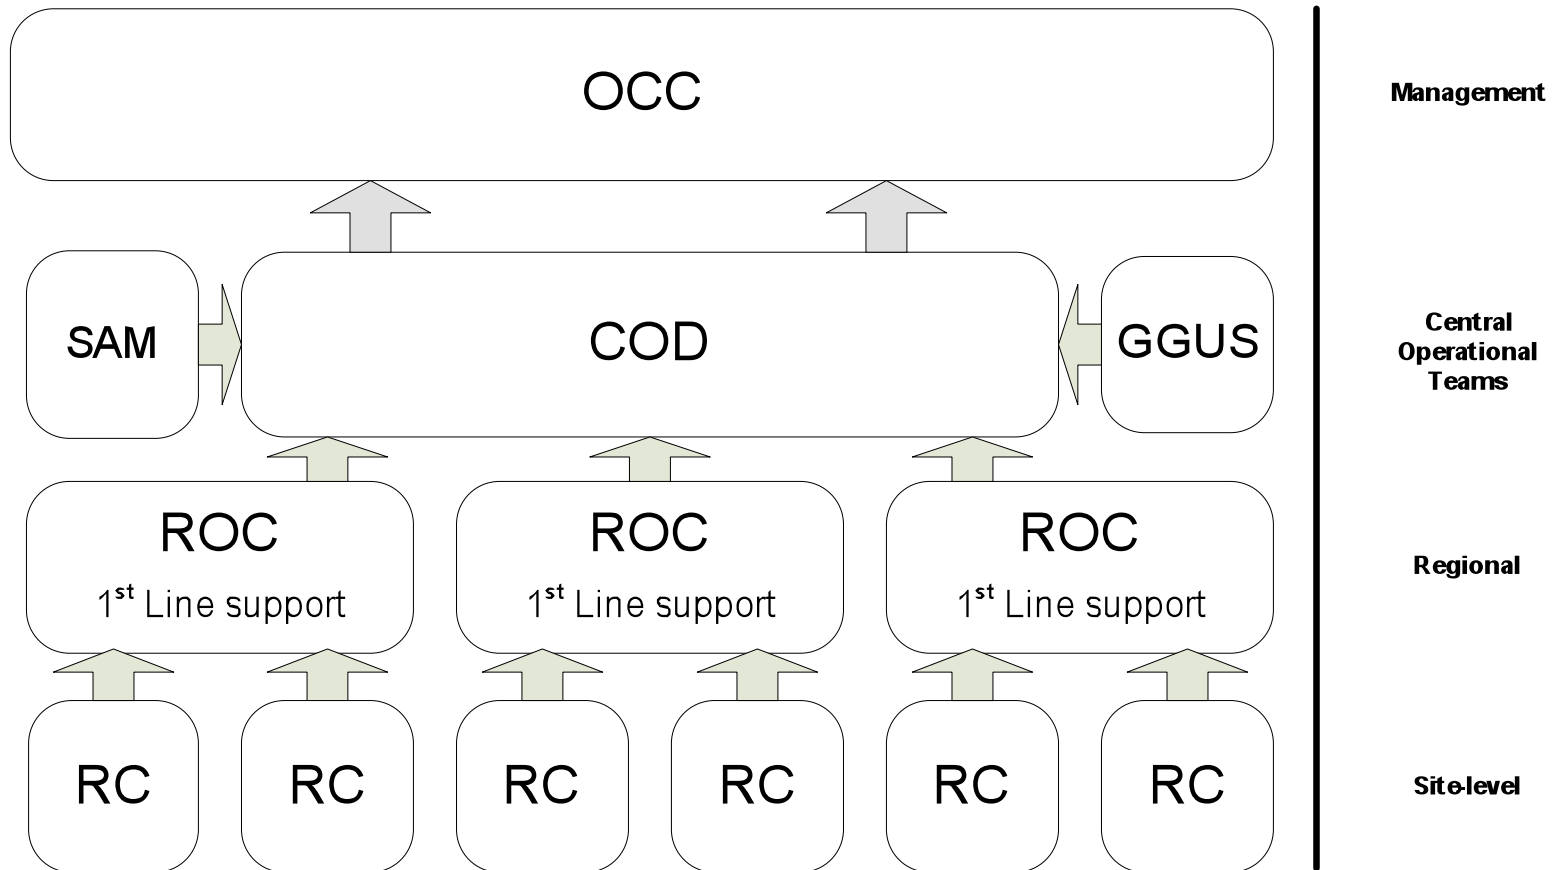 OCC
Management
SAM
COD
GGUS
Central
Operational
Teams
ROC
1st Line support
ROC
1st Line support
ROC
1st Line support
Regional
RC
RC
RC
RC
RC
RC
Site-level